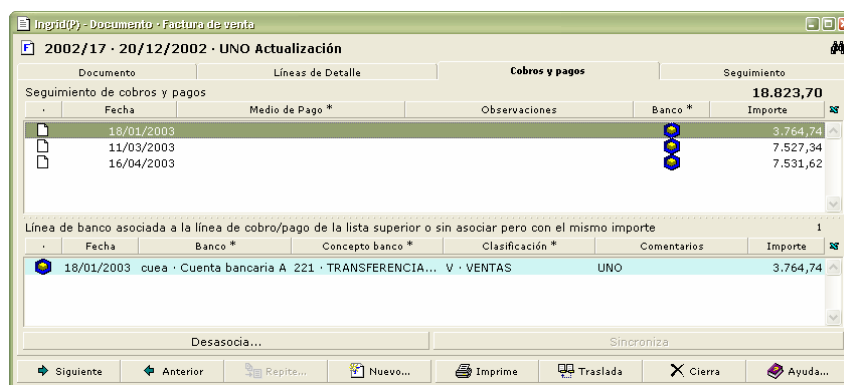 Ingrid(P) - Documento · Factura de venta
F 2002/17 · 20/12/2002 · UNO Actualización
Documento Líneas de Detalle Cobros y pagos Seguimiento
Seguimiento de cobros y pagos 18.823,70
· Fecha Medio de Pago * Observaciones Banco * Importe
18/01/2003 3.764,74
11/03/2003 7.527,34
16/04/2003 7.531,62
Línea de banco asociada a la línea de cobro/pago de la lista superior o sin asociar pero con el mismo importe 1
· Fecha Banco * Concepto banco * Clasificación * Comentarios Importe
18/01/2003 cuea · Cuenta bancaria A 221 · TRANSFERENCIA... V · VENTAS UNO 3.764,74
Desasocia... Sincroniza
Siguiente Anterior Repite... Nuevo... Imprime Traslada Cierra Ayuda...